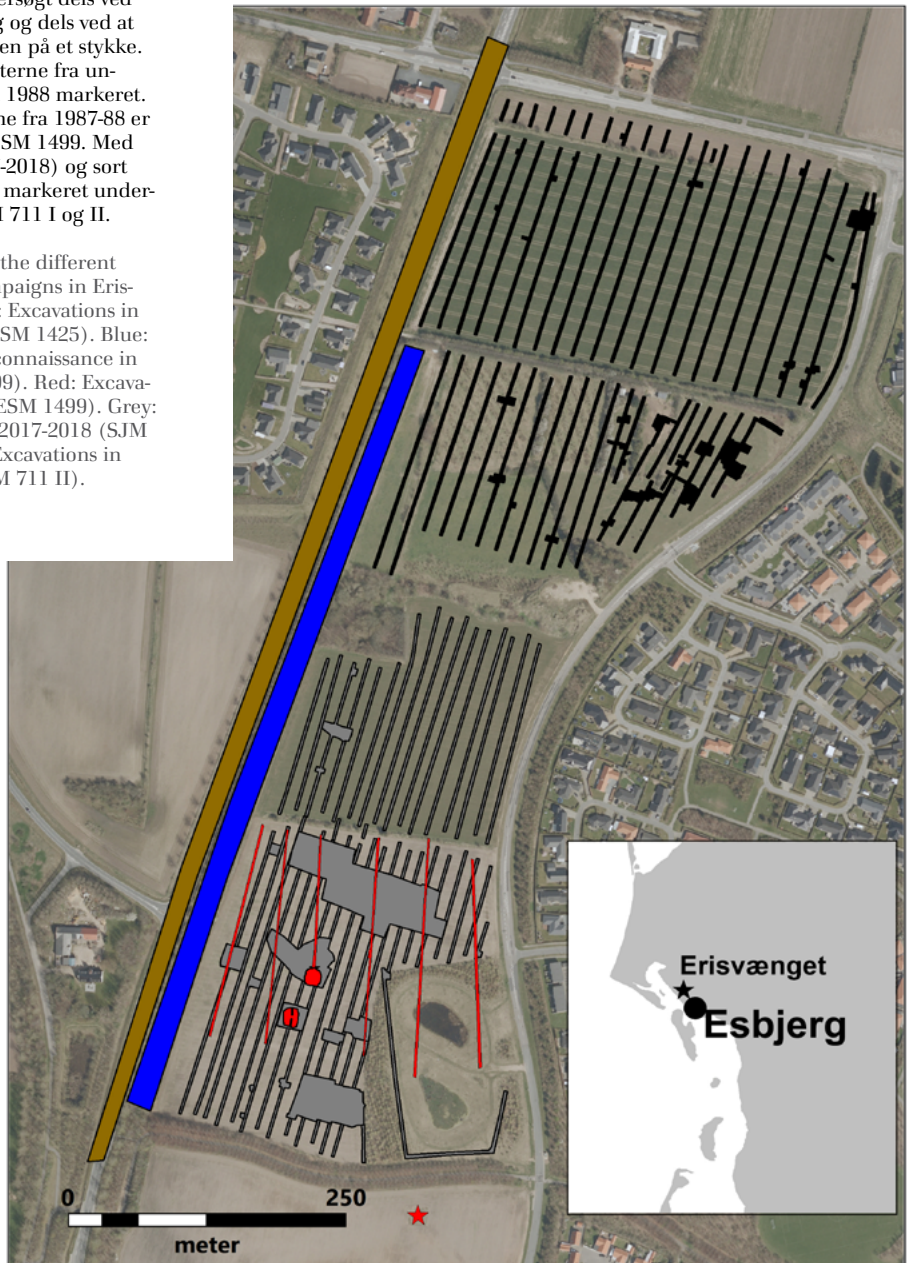 ersøgt dels ved
g og dels ved at
en på et stykke.
terne fra un-
1988 markeret.
ne fra 1987-88 er
SM 1499. Med
-2018) og sort
markeret under-
I 711 I og II.
the different
paigns in Eris-
: Excavations in
SM 1425). Blue:
connaissance in
99). Red: Excava-
ESM 1499). Grey:
2017-2018 (SJM
Excavations in
M 711 II).
Erisvænget
Esbjerg
0 250
meter